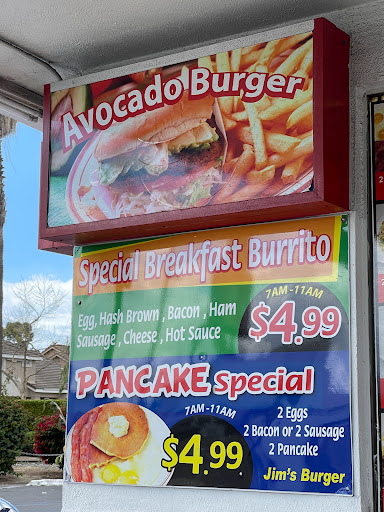 Avocado Burger
Special Breakfast Burrito
7AM-11AM
Egg, Hash Brown , Bacon , Ham
Sausage , Cheese , Hot Sauce
$4.99
PANCAKE special
7AM-11AM
$4.99
2 Eggs
2 Bacon or 2 Sausage
2 Pancake
Jim's Burger